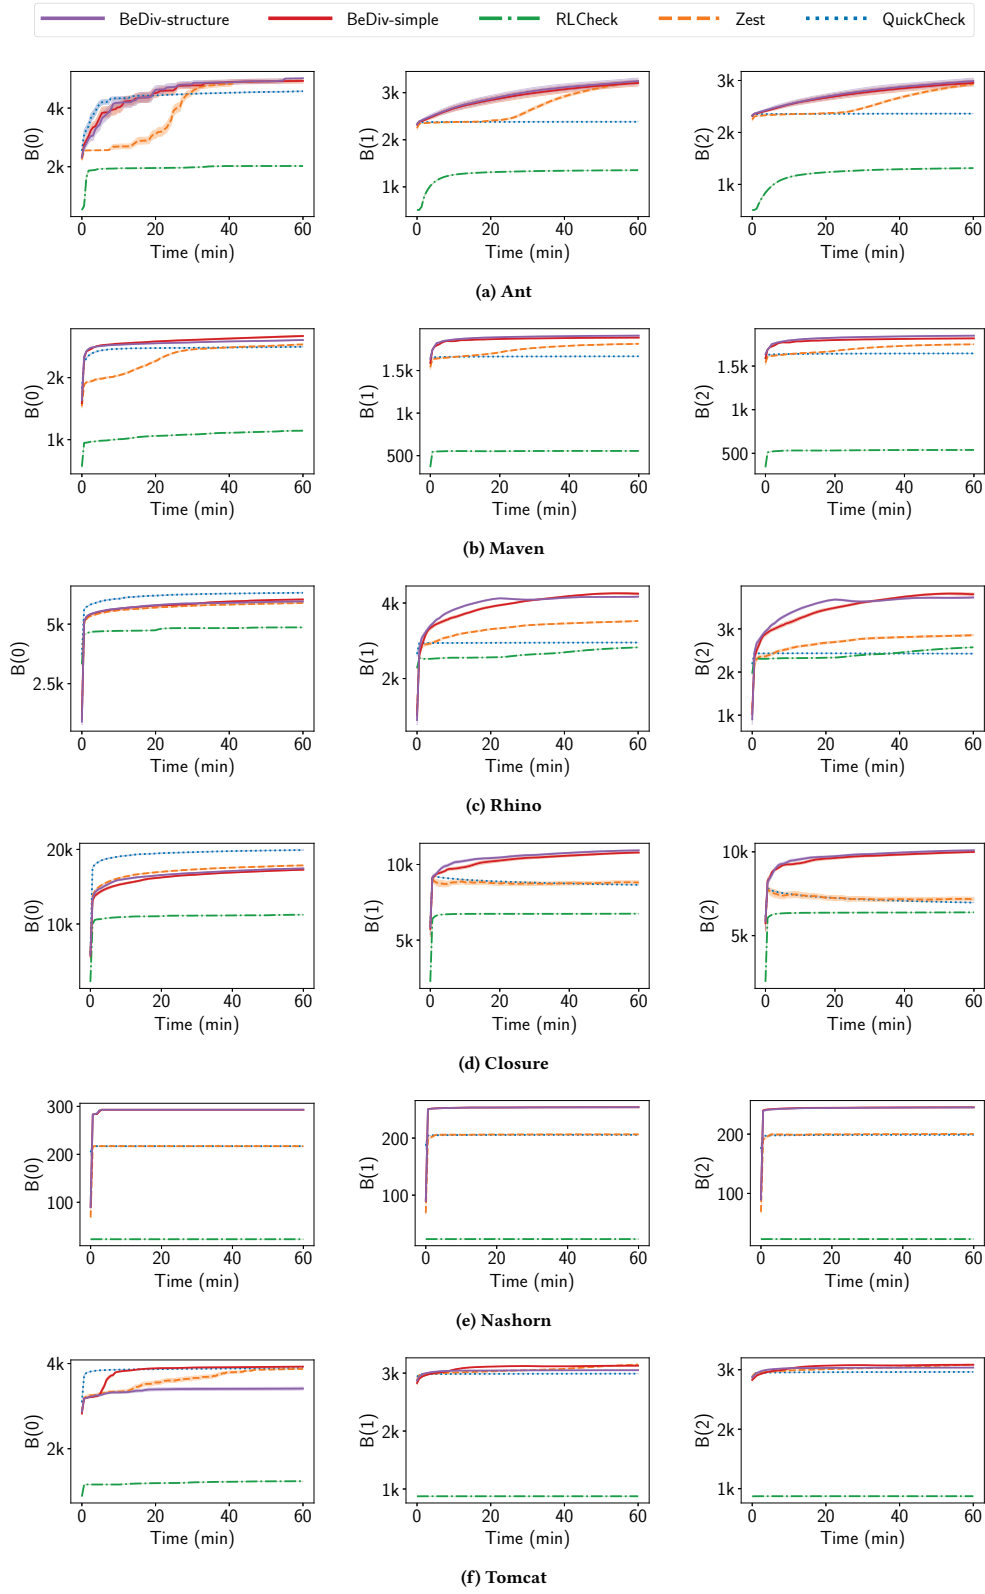 BeDiv-structure BeDiv-simple RLCheck Zest QuickCheck
B(0) 4k 2k 0 20 40 60 Time (min)
B(1) 3k 2k 1k 0 20 40 60 Time (min)
B(2) 3k 2k 1k 0 20 40 60 Time (min)
(a) Ant
B(0) 2k 1k 0 20 40 60 Time (min)
B(1) 1.5k 1k 500 0 20 40 60 Time (min)
B(2) 1.5k 1k 500 0 20 40 60 Time (min)
(b) Maven
B(0) 5k 2.5k 0 20 40 60 Time (min)
B(1) 4k 2k 0 20 40 60 Time (min)
B(2) 3k 2k 1k 0 20 40 60 Time (min)
(c) Rhino
B(0) 20k 10k 0 20 40 60 Time (min)
B(1) 10k 5k 0 20 40 60 Time (min)
B(2) 10k 5k 0 20 40 60 Time (min)
(d) Closure
B(0) 300 200 100 0 20 40 60 Time (min)
B(1) 200 100 0 20 40 60 Time (min)
B(2) 200 100 0 20 40 60 Time (min)
(e) Nashorn
B(0) 4k 2k 0 20 40 60 Time (min)
B(1) 3k 2k 1k 0 20 40 60 Time (min)
B(2) 3k 2k 1k 0 20 40 60 Time (min)
(f) Tomcat